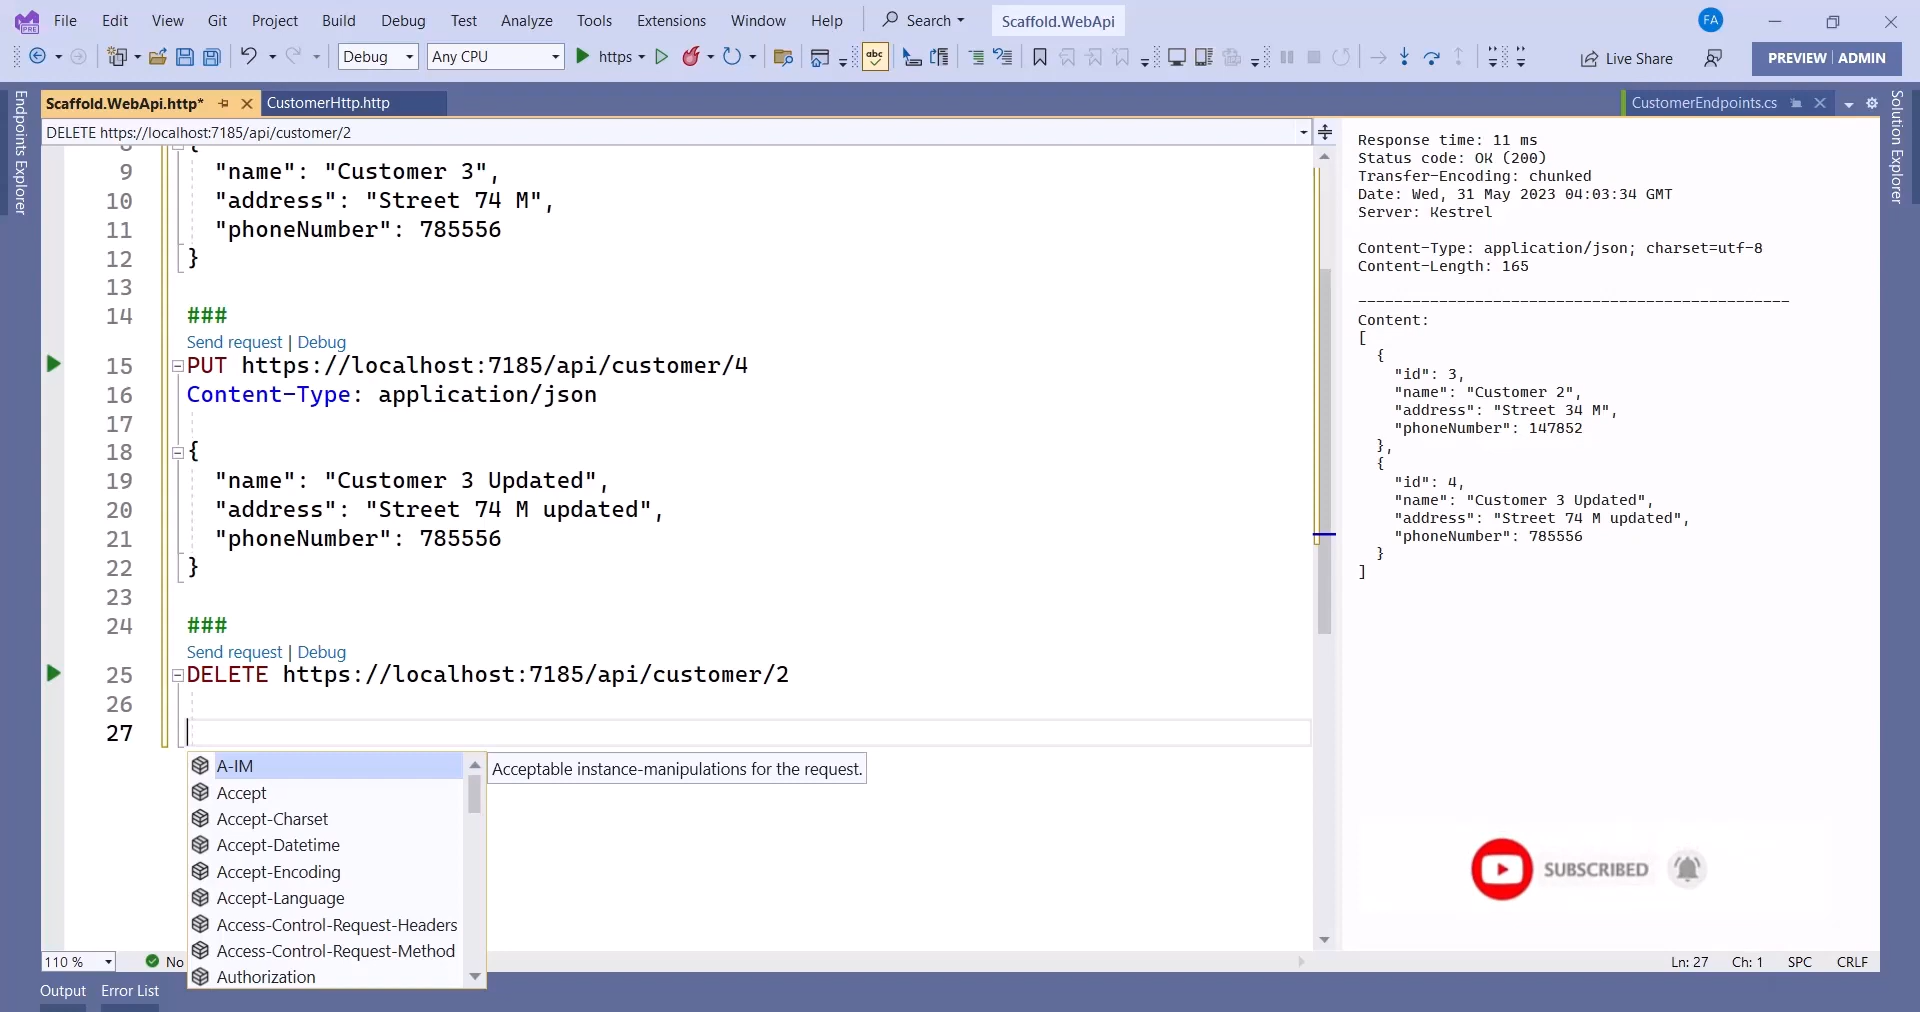 File Edit View Git Project Build Debug Test Analyze Tools Extensions Window Help Search Scaffold.WebApi FA
PRE
Debug Any CPU https abc Live Share PREVIEW ADMIN
Endpoints Explorer
Scaffold.WebApi.http* CustomerHttp.http
CustomerEndpoints.cs
Solution Explorer
DELETE https://localhost:7185/api/customer/2
8 {
9 "name": "Customer 3",
10 "address": "Street 74 M",
11 "phoneNumber": 785556
12 }
13
14 ###
Send request | Debug
15 PUT https://localhost:7185/api/customer/4
16 Content-Type: application/json
17
18 {
19 "name": "Customer 3 Updated",
20 "address": "Street 74 M updated",
21 "phoneNumber": 785556
22 }
23
24 ###
Send request | Debug
25 DELETE https://localhost:7185/api/customer/2
26
27
A-IM
Accept
Accept-Charset
Accept-Datetime
Accept-Encoding
Accept-Language
Access-Control-Request-Headers
Access-Control-Request-Method
Authorization
Acceptable instance-manipulations for the request.
Response time: 11 ms
Status code: OK (200)
Transfer-Encoding: chunked
Date: Wed, 31 May 2023 04:03:34 GMT
Server: Kestrel
Content-Type: application/json; charset=utf-8
Content-Length: 165
------------------------------------------------
Content:
[
{
"id": 3,
"name": "Customer 2",
"address": "Street 34 M",
"phoneNumber": 147852
},
{
"id": 4,
"name": "Customer 3 Updated",
"address": "Street 74 M updated",
"phoneNumber": 785556
}
]
SUBSCRIBED
110 % No
Ln: 27 Ch: 1 SPC CRLF
Output Error List